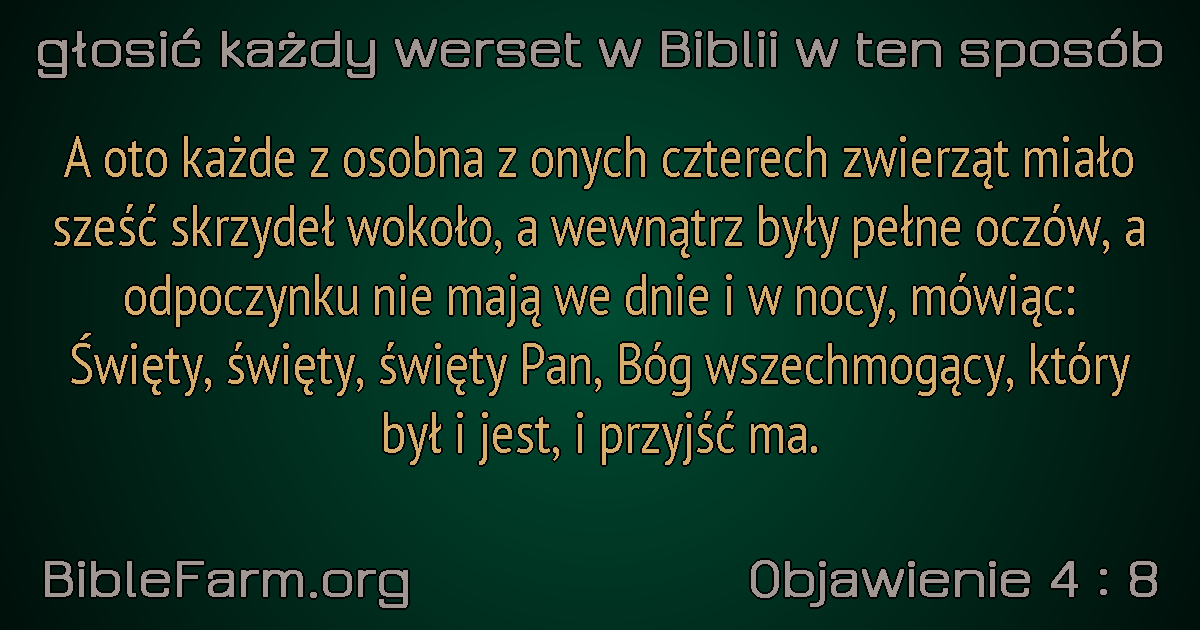 głosić każdy werset w Biblii w ten sposób
A oto każde z osobna z onych czterech zwierząt miało
sześć skrzydeł wokoło, a wewnątrz były pełne oczów, a
odpoczynku nie mają we dnie i w nocy, mówiąc:
Święty, święty, święty Pan, Bóg wszechmogący, który
był i jest, i przyjść ma.
BibleFarm.org
Objawienie 4 : 8